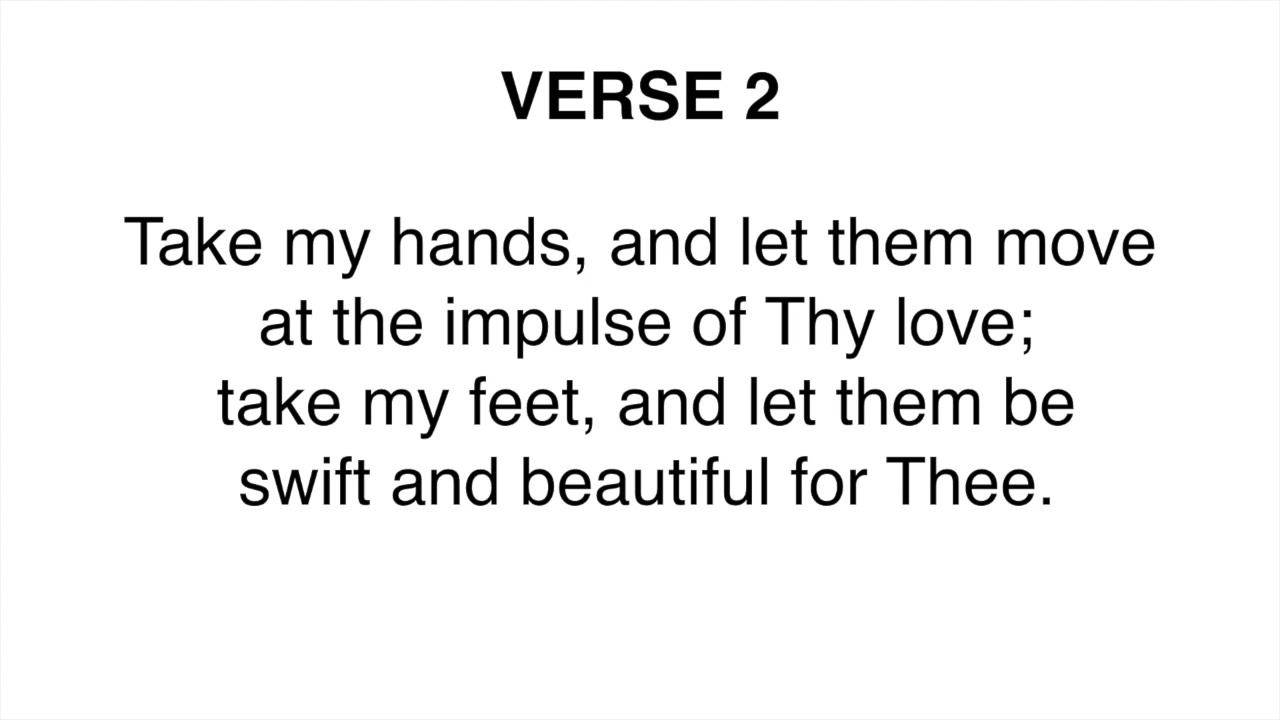 VERSE 2
Take my hands, and let them move
at the impulse of Thy love;
take my feet, and let them be
swift and beautiful for Thee.